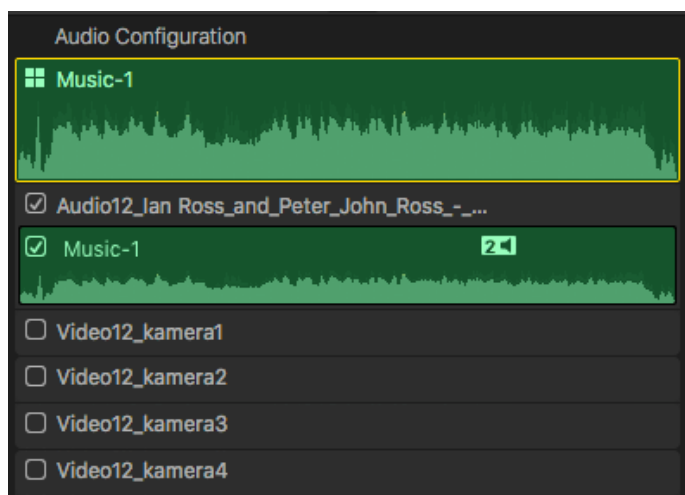 Audio Configuration
Music-1
Audio12_Ian Ross_and_Peter_John_Ross_-_...
Music-1
2
Video12_kamera1
Video12_kamera2
Video12_kamera3
Video12_kamera4